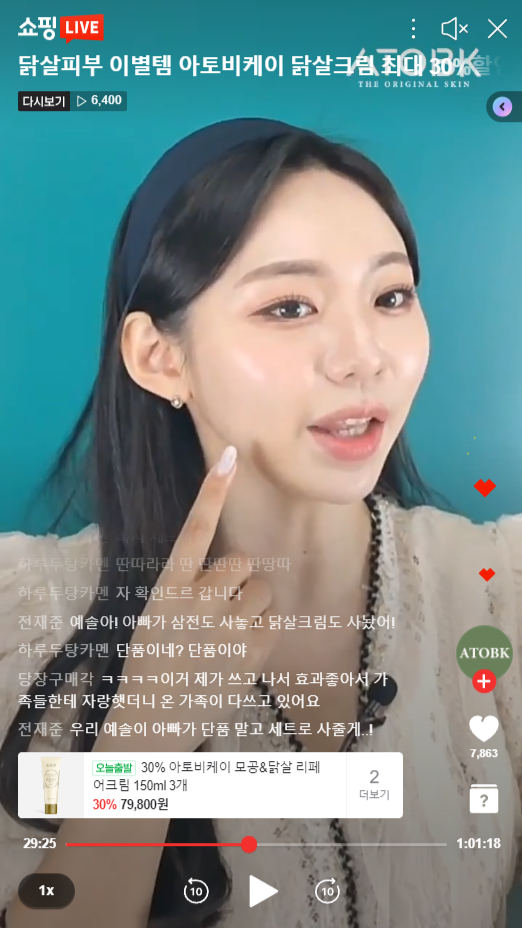 쇼핑 LIVE
닭살피부 이별템 아토비케이 닭살크림 최대 30%할
ATOBK
THE ORIGINAL SKIN
다시보기 ▷ 6,400
하루두탕카멘 딴따라라 딴 딴딴딴 딴땅따
하루두탕카멘 자 확인드르 갑니다
전재준 예솔아! 아빠가 삼전도 사놓고 닭살크림도 사놨어!
하루두탕카멘 단품이네? 단품이야
당장구매각 ㅋㅋㅋㅋ이거 제가 쓰고 나서 효과좋아서 가
족들한테 자랑햇더니 온 가족이 다쓰고 있어요
전재준 우리 예솔이 아빠가 단품 말고 세트로 사줄게..!
ATOBK
7,863
오늘출발 30% 아토비케이 모공&닭살 리페
어크림 150ml 3개
30% 79,800원
2
더보기
?
29:25
1:01:18
1x
10
10